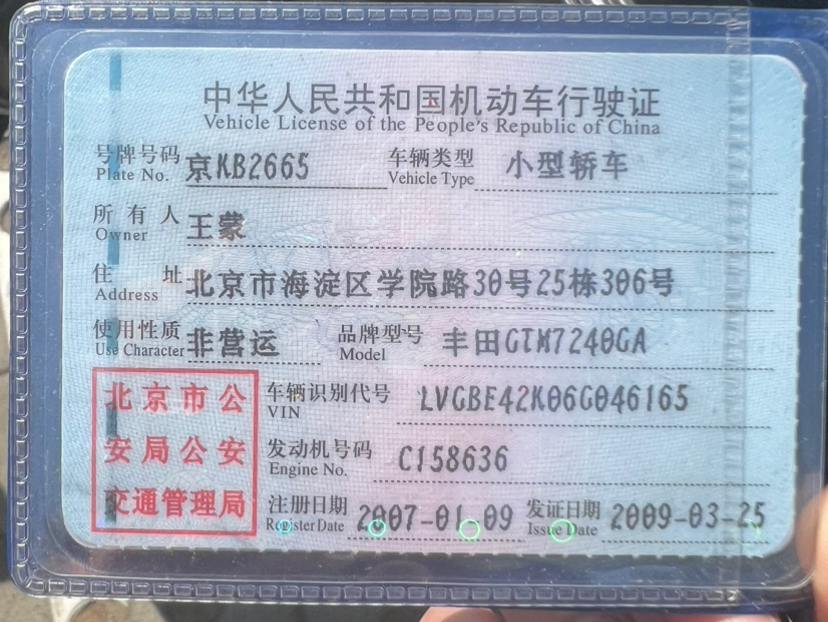 中华人民共和国机动车行驶证
Vehicle License of the People's Republic of China
号牌号码 京KB2665 车辆类型 小型轿车
Plate No. Vehicle Type
所有人 王蒙
Owner
住址 北京市海淀区学院路30号25栋306号
Address
使用性质 非营运 品牌型号 丰田GTM7240GA
Use Character Model
北京市公安局公安交通管理局
车辆识别代号 LVGBE42K06G046165
VIN
发动机号码 C158636
Engine No.
注册日期 2007-01-09 发证日期 2009-03-25
Register Date Issue Date